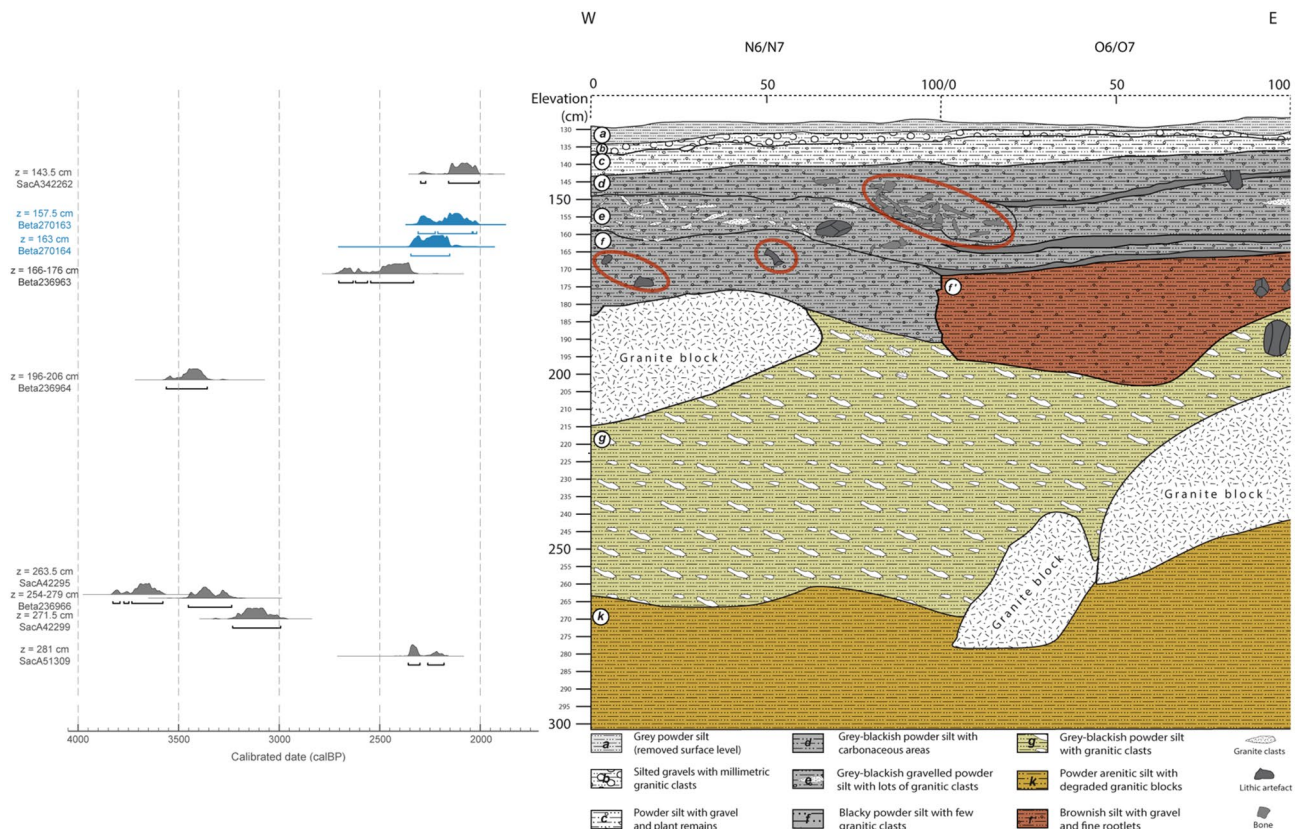 W
E
N6/N7
O6/O7
0
50
100/0
50
100
Elevation
(cm)
130
135
140
145
150
155
160
165
170
175
180
185
190
195
200
205
210
215
220
225
230
235
240
245
250
255
260
265
270
275
280
285
290
295
300
a
b
c
d
e
f
f'
g
k
Granite block
Granite block
Granite block
z = 143.5 cm
SacA342262
z = 157.5 cm
Beta270163
z = 163 cm
Beta270164
z = 166-176 cm
Beta236963
z = 196-206 cm
Beta236964
z = 263.5 cm
SacA42295
z = 254-279 cm
Beta236966
z = 271.5 cm
SacA42299
z = 281 cm
SacA51309
4000
3500
3000
2500
2000
Calibrated date (calBP)
a
Grey powder silt
(removed surface level)
b
Silted gravels with millimetric
granitic clasts
c
Powder silt with gravel
and plant remains
d
Grey-blackish powder silt with
carbonaceous areas
e
Grey-blackish gravelled powder
silt with lots of granitic clasts
f
Blacky powder silt with few
granitic clasts
g
Grey-blackish powder silt
with granitic clasts
k
Powder arenitic silt with
degraded granitic blocks
Brownish silt with gravel
and fine rootlets
Granite clasts
Lithic artefact
Bone